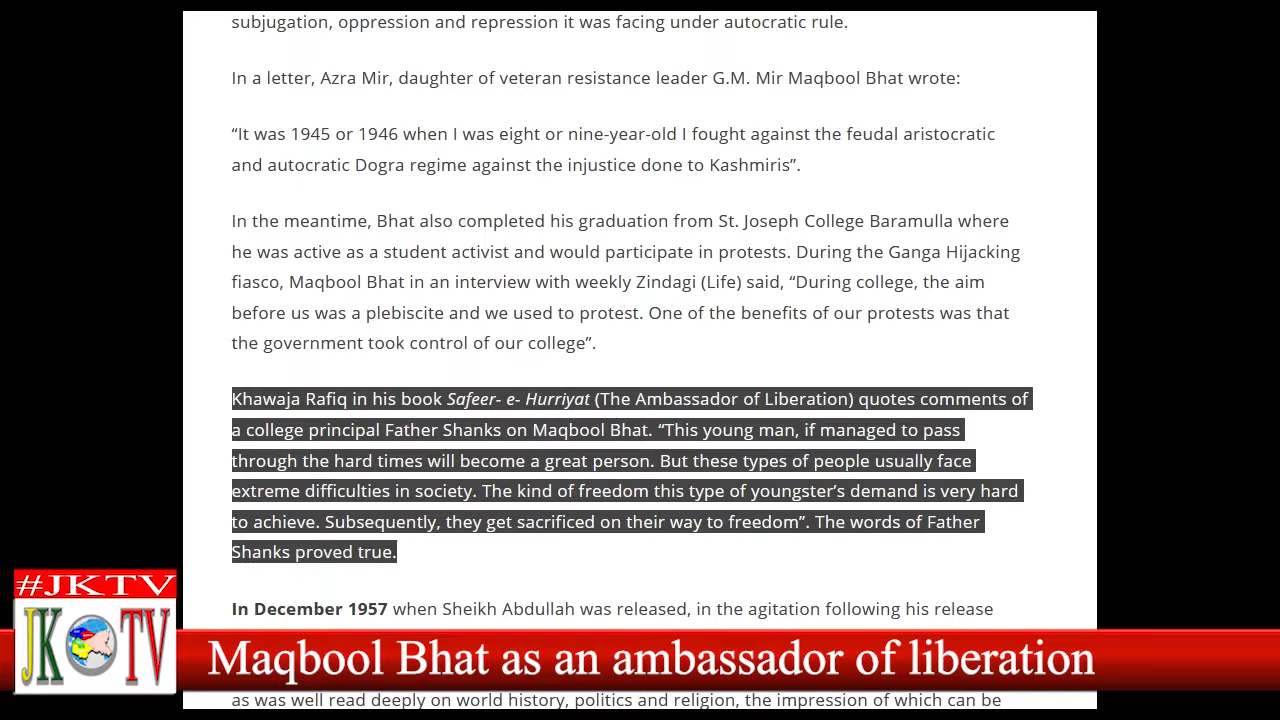 subjugation, oppression and repression it was facing under autocratic rule.
In a letter, Azra Mir, daughter of veteran resistance leader G.M. Mir Maqbool Bhat wrote:
“It was 1945 or 1946 when I was eight or nine-year-old I fought against the feudal aristocratic
and autocratic Dogra regime against the injustice done to Kashmiris”.
In the meantime, Bhat also completed his graduation from St. Joseph College Baramulla where
he was active as a student activist and would participate in protests. During the Ganga Hijacking
fiasco, Maqbool Bhat in an interview with weekly Zindagi (Life) said, “During college, the aim
before us was a plebiscite and we used to protest. One of the benefits of our protests was that
the government took control of our college”.
Khawaja Rafiq in his book Safeer- e- Hurriyat (The Ambassador of Liberation) quotes comments of
a college principal Father Shanks on Maqbool Bhat. “This young man, if managed to pass
through the hard times will become a great person. But these types of people usually face
extreme difficulties in society. The kind of freedom this type of youngster’s demand is very hard
to achieve. Subsequently, they get sacrificed on their way to freedom”. The words of Father
Shanks proved true.
In December 1957 when Sheikh Abdullah was released, in the agitation following his release
#JKTV
JK TV
Maqbool Bhat as an ambassador of liberation
as was well read deeply on world history, politics and religion, the impression of which can be